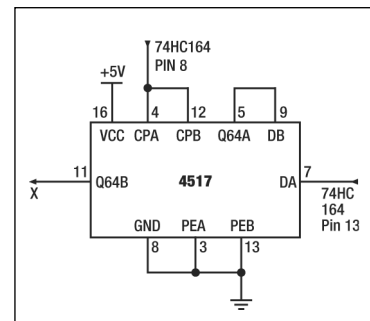 74HC164
PIN 8
+5V
16 4 12 5 9
VCC CPA CPB Q64A DB
11 Q64B 4517 DA 7
X
74HC
164
Pin 13
GND PEA PEB
8 3 13